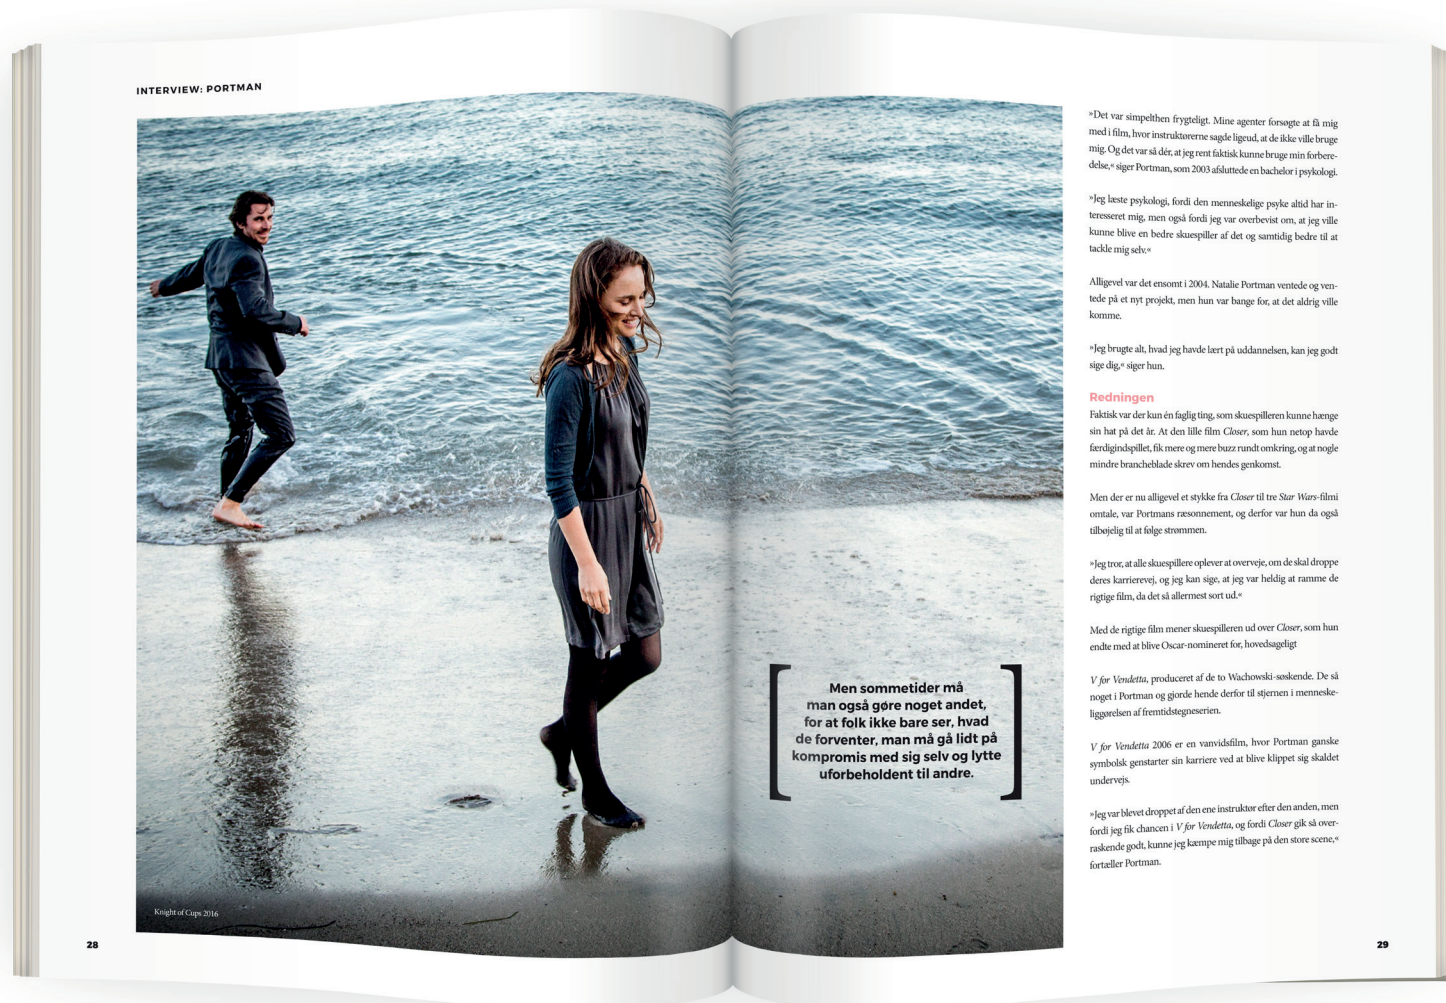 INTERVIEW: PORTMAN
Knight of Cups 2016
28
Men sommetider må
man også gøre noget andet,
for at folk ikke bare ser, hvad
de forventer, man må gå lidt på
kompromis med sig selv og lytte
uforbeholdent til andre.
»Det var simpelthen frygteligt. Mine agenter forsøgte at få mig
med i film, hvor instruktørerne sagde ligeud, at de ikke ville bruge
mig. Og det var så dér, at jeg rent faktisk kunne bruge min forbere-
delse,« siger Portman, som 2003 afsluttede en bachelor i psykologi.
»Jeg læste psykologi, fordi den menneskelige psyke altid har in-
teresseret mig, men også fordi jeg var overbevist om, at jeg ville
kunne blive en bedre skuespiller af det og samtidig bedre til at
tackle mig selv.«
Alligevel var det ensomt i 2004. Natalie Portman ventede og ven-
tede på et nyt projekt, men hun var bange for, at det aldrig ville
komme.
»Jeg brugte alt, hvad jeg havde lært på uddannelsen, kan jeg godt
sige dig,« siger hun.
Redningen
Faktisk var der kun én faglig ting, som skuespilleren kunne hænge
sin hat på det år. At den lille film Closer, som hun netop havde
færdigindspillet, fik mere og mere buzz rundt omkring, og at nogle
mindre brancheblade skrev om hendes genkomst.
Men der er nu alligevel et stykke fra Closer til tre Star Wars-filmi
omtale, var Portmans ræsonnement, og derfor var hun da også
tilbøjelig til at følge strømmen.
»Jeg tror, at alle skuespillere oplever at overveje, om de skal droppe
deres karrierevej, og jeg kan sige, at jeg var heldig at ramme de
rigtige film, da det så allermest sort ud.«
Med de rigtige film mener skuespilleren ud over Closer, som hun
endte med at blive Oscar-nomineret for, hovedsageligt
V for Vendetta, produceret af de to Wachowski-søskende. De så
noget i Portman og gjorde hende derfor til stjernen i menneske-
liggørelsen af fremtidstegneserien.
V for Vendetta 2006 er en vanvidsfilm, hvor Portman ganske
symbolsk genstarter sin karriere ved at blive klippet sig skaldet
undervejs.
»Jeg var blevet droppet af den ene instruktør efter den anden, men
fordi jeg fik chancen i V for Vendetta, og fordi Closer gik så over-
raskende godt, kunne jeg kæmpe mig tilbage på den store scene,«
fortæller Portman.
29